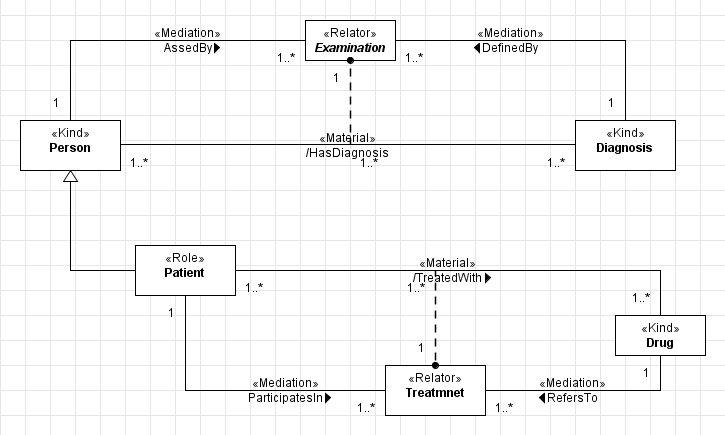 «Mediation»
AssedBy
«Relator»
Examination
«Mediation»
DefinedBy
1..*
1..*
1
1
1
«Kind»
Person
«Material»
/HasDiagnosis
«Kind»
Diagnosis
1..*
1..*
1..*
«Role»
Patient
«Material»
/TreatedWith
1..*
1..*
1..*
1
«Kind»
Drug
1
1
«Mediation»
ParticipatesIn
«Relator»
Treatmnet
«Mediation»
RefersTo
1..*
1..*